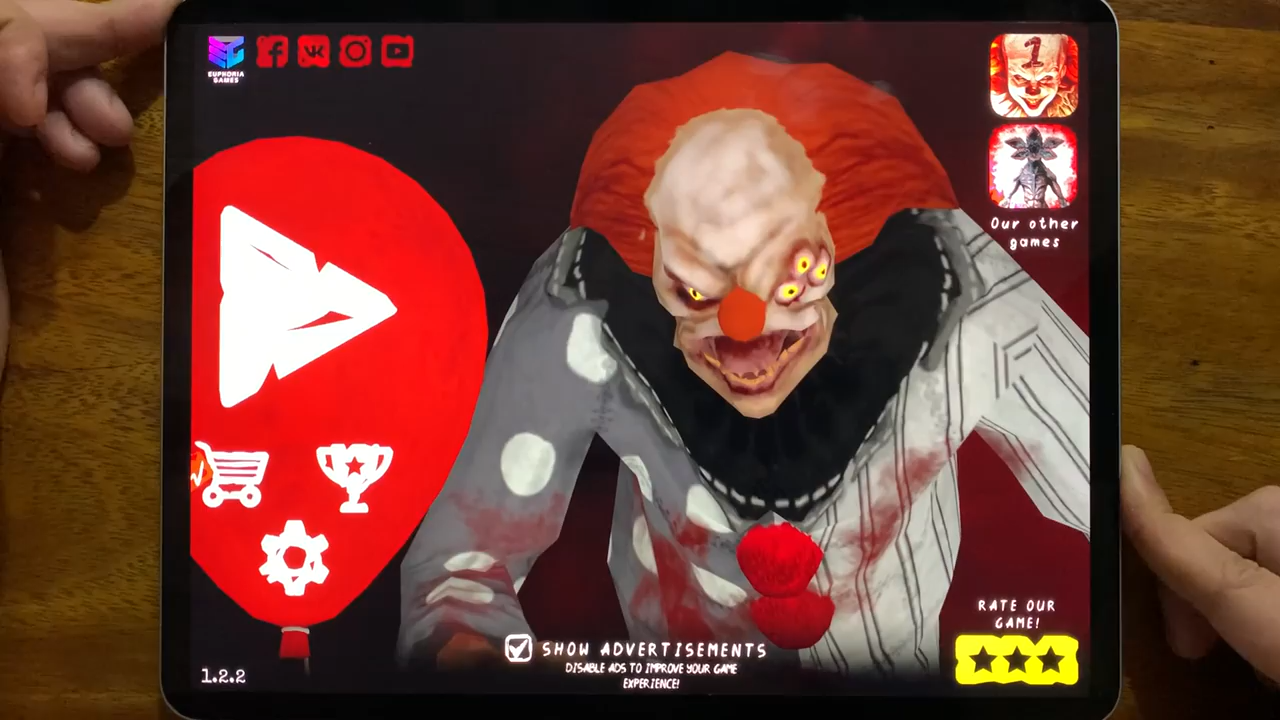 EUPHORIA
GAMES
1
Our other
games
RATE OUR
GAME!
SHOW ADVERTISEMENTS
DISABLE ADS TO IMPROVE YOUR GAME
EXPERIENCE!
1.2.2